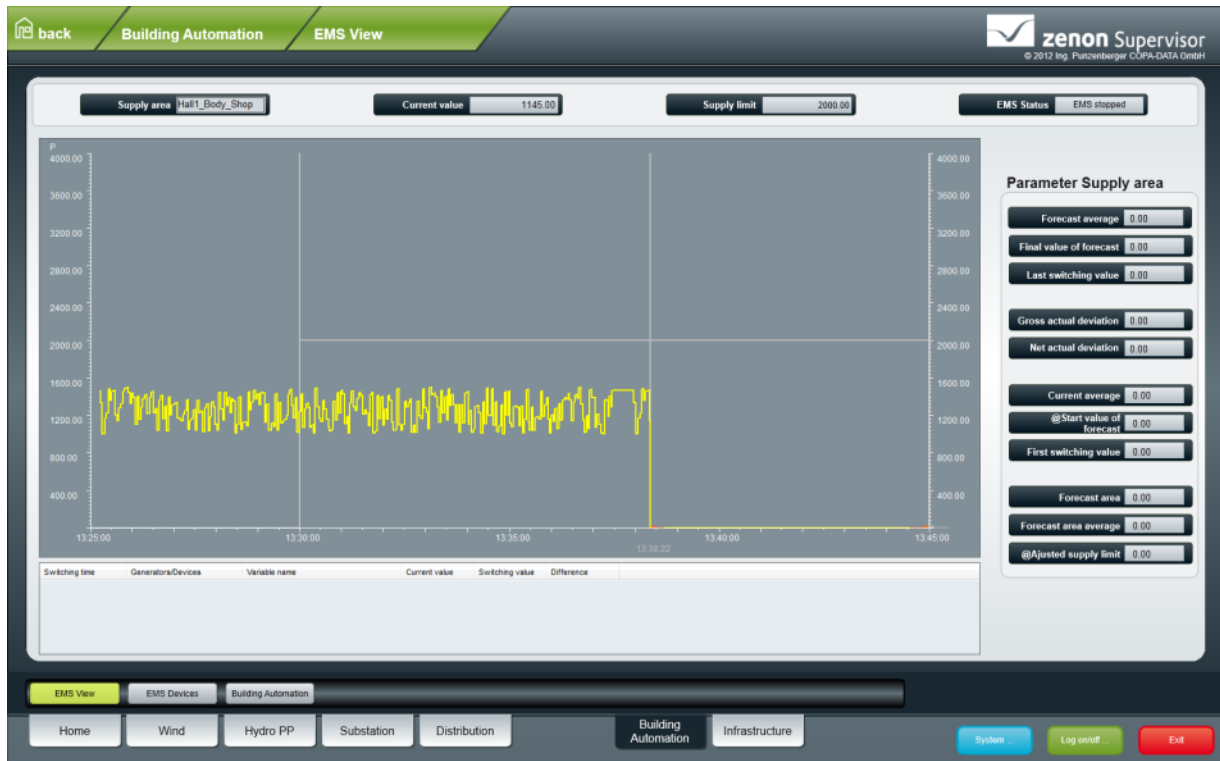 back
Building Automation
EMS View
zenon Supervisor
© 2012 Ing. Punzenberger COPA-DATA GmbH
Supply area Hall1_Body_Shop
Current value 1145.00
Supply limit 2000.00
EMS Status EMS stopped
P
4000.00 4000.00
3600.00 3600.00
3200.00 3200.00
2800.00 2800.00
2400.00 2400.00
2000.00 2000.00
1600.00 1600.00
1200.00 1200.00
800.00 800.00
400.00 400.00
13:25:00 13:30:00 13:35:00 13:40:00 13:45:00
13:38:22
Parameter Supply area
Forecast average 0.00
Final value of forecast 0.00
Last switching value 0.00
Gross actual deviation 0.00
Net actual deviation 0.00
Current average 0.00
@Start value of
forecast 0.00
First switching value 0.00
Forecast area 0.00
Forecast area average 0.00
@Ajusted supply limit 0.00
Switching time Generators/Devices Variable name Current value Switching value Difference
EMS View EMS Devices Building Automation
Home Wind Hydro PP Substation Distribution Building
Automation Infrastructure
System ... Log on/off ... Exit